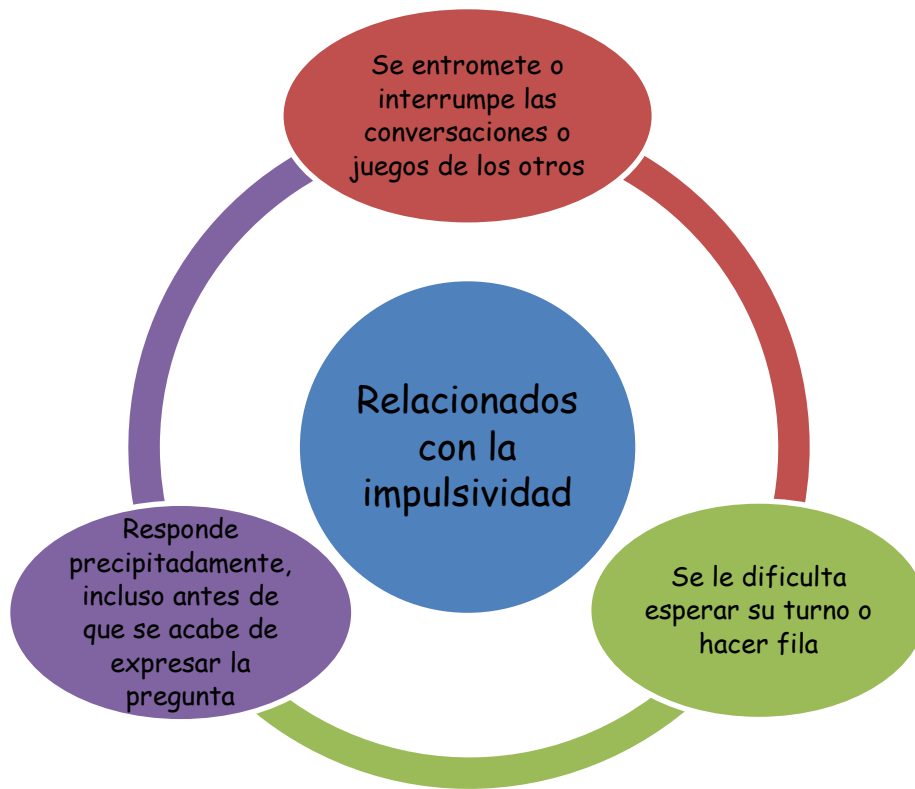 Se entromete o
interrumpe las
conversaciones o
juegos de los otros
Relacionados
con la
impulsividad
Responde
precipitadamente,
incluso antes de
que se acabe de
expresar la
pregunta
Se le dificulta
esperar su turno o
hacer fila